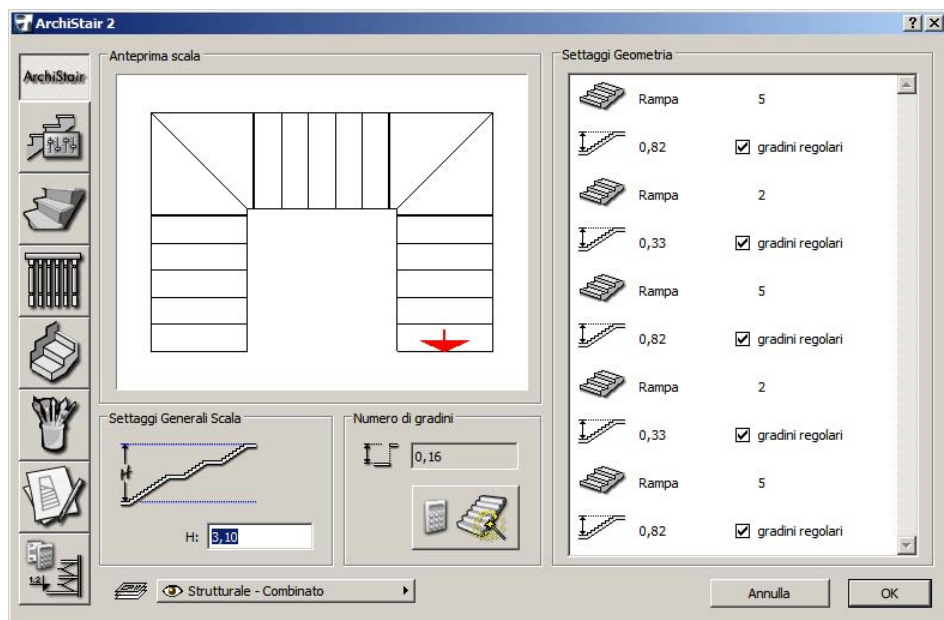 ArchiStair 2
ArchiStair
Anteprima scala
Settaggi Geometria
Rampa 5
0,82 gradini regolari
Rampa 2
0,33 gradini regolari
Rampa 5
0,82 gradini regolari
Rampa 2
0,33 gradini regolari
Rampa 5
0,82 gradini regolari
Settaggi Generali Scala
H
H: 3,10
Numero di gradini
0,16
1.2
Strutturale - Combinato
Annulla
OK